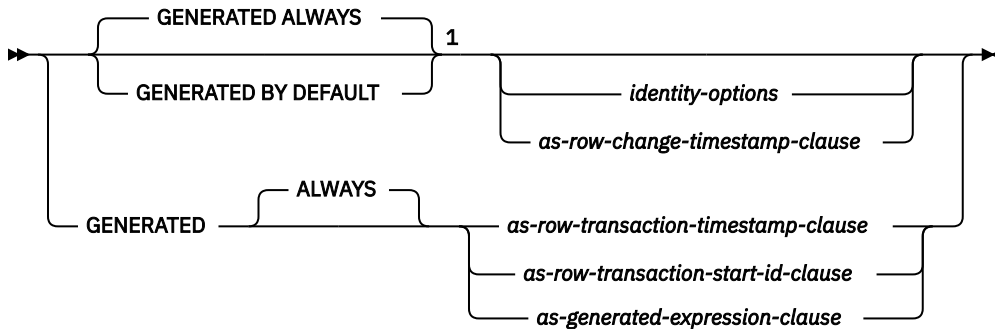 GENERATED ALWAYS
1
GENERATED BY DEFAULT
identity-options
as-row-change-timestamp-clause
ALWAYS
GENERATED
as-row-transaction-timestamp-clause
as-row-transaction-start-id-clause
as-generated-expression-clause